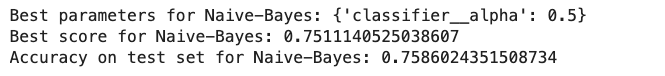 Best parameters for Naive-Bayes: {'classifier__alpha': 0.5}
Best score for Naive-Bayes: 0.7511140525038607
Accuracy on test set for Naive-Bayes: 0.7586024351508734